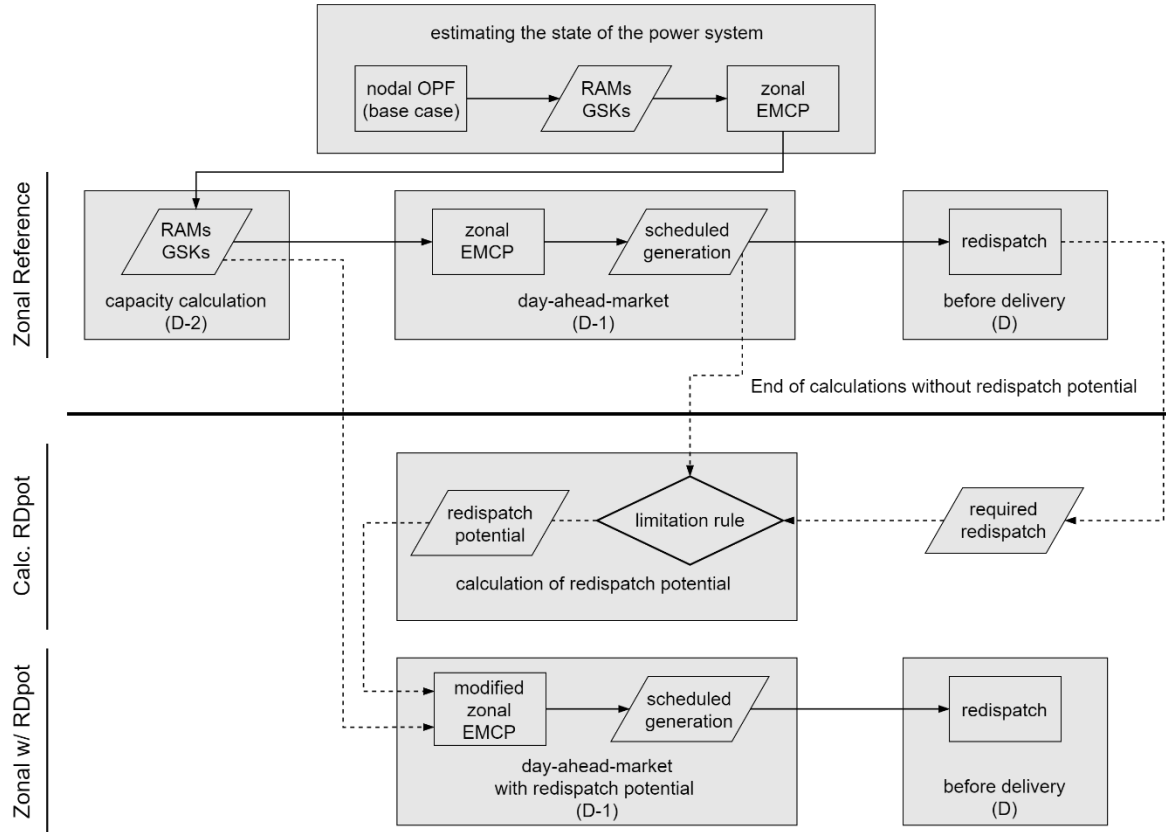 estimating the state of the power system
nodal OPF
(base case)
RAMs
GSKs
zonal
EMCP
Zonal Reference
RAMs
GSKs
capacity calculation
(D-2)
zonal
EMCP
scheduled
generation
day-ahead-market
(D-1)
redispatch
before delivery
(D)
End of calculations without redispatch potential
Calc. RDpot
redispatch
potential
limitation rule
calculation of redispatch potential
required
redispatch
Zonal w/ RDpot
modified
zonal
EMCP
scheduled
generation
day-ahead-market
with redispatch potential
(D-1)
redispatch
before delivery
(D)